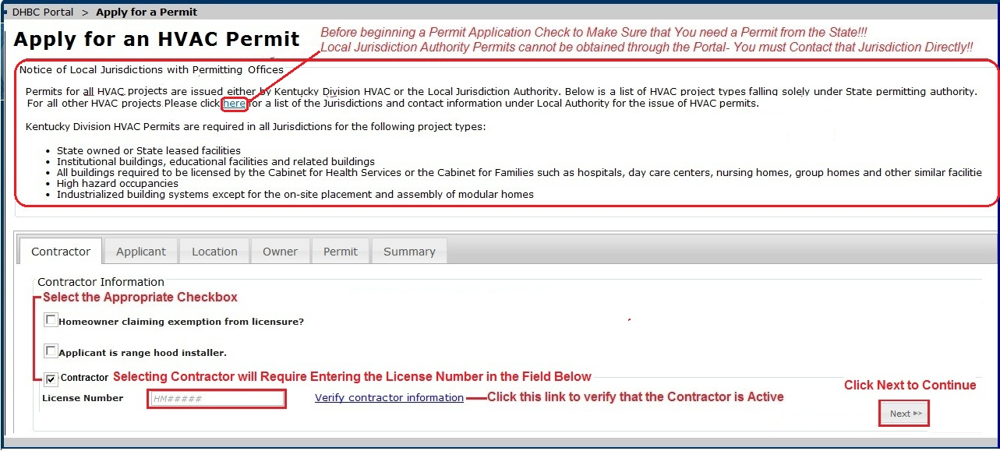 DHBC Portal > Apply for a Permit
Apply for an HVAC Permit
Before beginning a Permit Application Check to Make Sure that You need a Permit from the State!!!
Local Jurisdiction Authority Permits cannot be obtained through the Portal- You must Contact that Jurisdiction Directly!!
Notice of Local Jurisdictions with Permitting Offices
Permits for all HVAC projects are issued either by Kentucky Division HVAC or the Local Jurisdiction Authority. Below is a list of HVAC project types falling solely under State permitting authority.
For all other HVAC projects Please click here for a list of the Jurisdictions and contact information under Local Authority for the issue of HVAC permits.
Kentucky Division HVAC Permits are required in all Jurisdictions for the following project types:
• State owned or State leased facilities
• Institutional buildings, educational facilities and related buildings
• All buildings required to be licensed by the Cabinet for Health Services or the Cabinet for Families such as hospitals, day care centers, nursing homes, group homes and other similar facilitie
• High hazard occupancies
• Industrialized building systems except for the on-site placement and assembly of modular homes
Contractor Applicant Location Owner Permit Summary
Contractor Information
Select the Appropriate Checkbox
Homeowner claiming exemption from licensure?
Applicant is range hood installer.
Contractor Selecting Contractor will Require Entering the License Number in the Field Below
License Number HM##### Verify contractor information Click this link to verify that the Contractor is Active
Click Next to Continue
Next